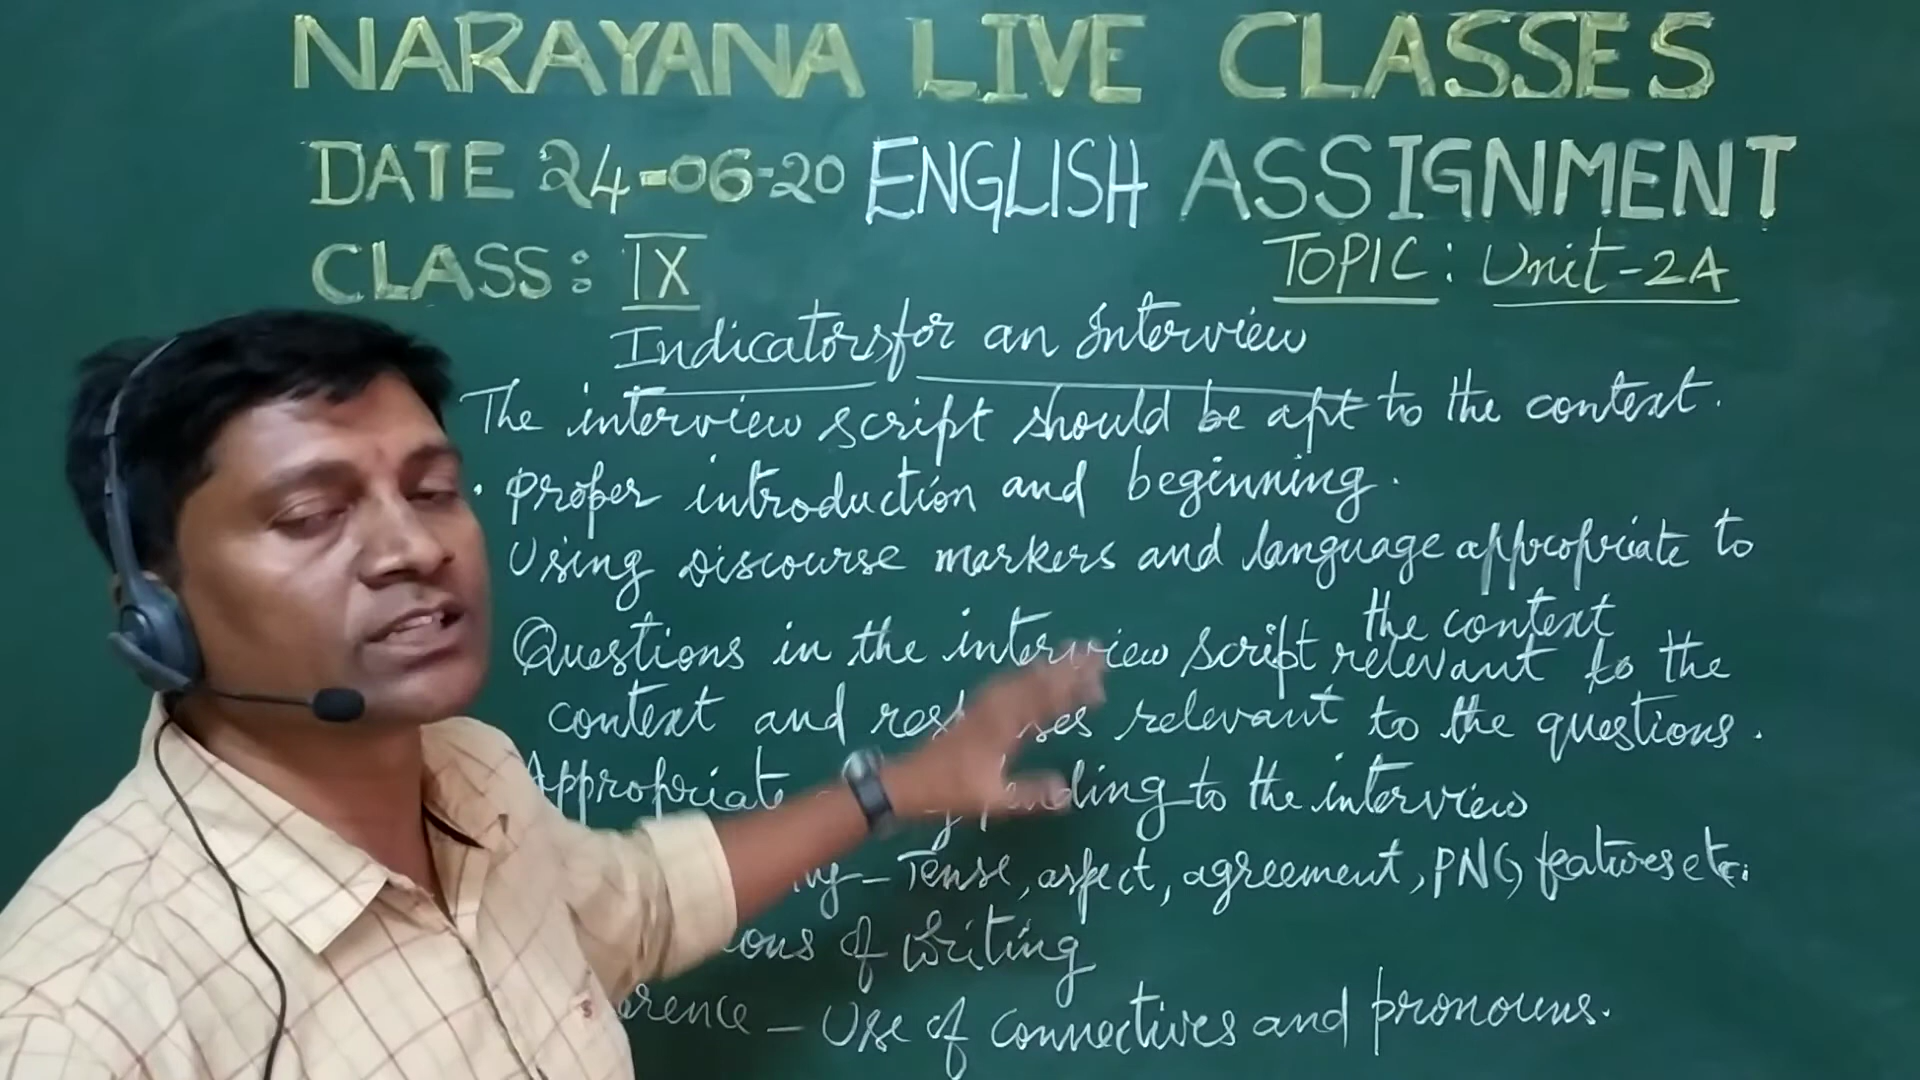 NARAYANA LIVE CLASSES
DATE 24-06-20 ENGLISH ASSIGNMENT
CLASS: IX TOPIC: Unit-2A
Indicators for an Interview
The interview script should be apt to the context.
• proper introduction and beginning.
Using Discourse markers and language appropriate to
the context
Questions in the interview script relevant to the
context and relevant to the questions.
Appropriate to the interview
Tense, aspect, agreement, PNG features etc.
of writing
– Use of connectives and pronouns.